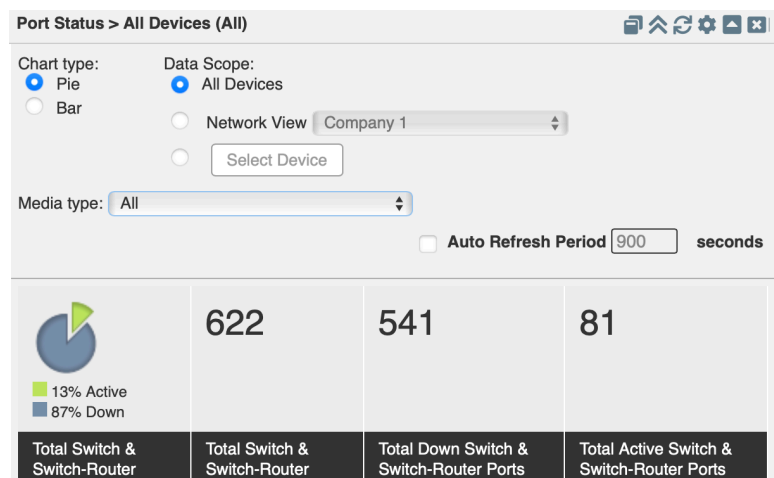 Port Status > All Devices (All)
Chart type:
Pie
Bar
Data Scope:
All Devices
Network View Company 1
Select Device
Media type: All
Auto Refresh Period 900 seconds
13% Active
87% Down
Total Switch &
Switch-Router
622
Total Switch &
Switch-Router
541
Total Down Switch &
Switch-Router Ports
81
Total Active Switch &
Switch-Router Ports